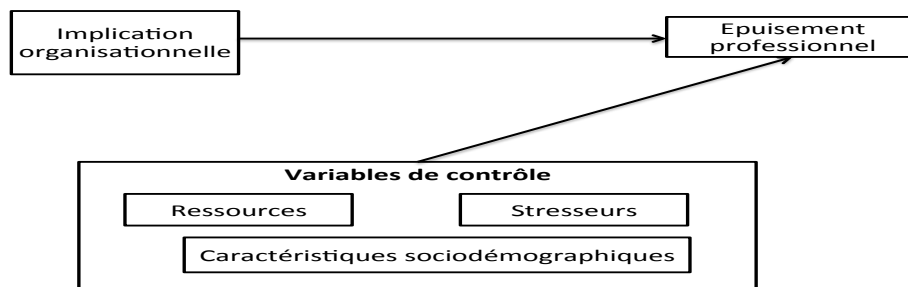 Implication
organisationnelle
Epuisement
professionnel
Variables de contrôle
Ressources
Stresseurs
Caractéristiques sociodémographiques